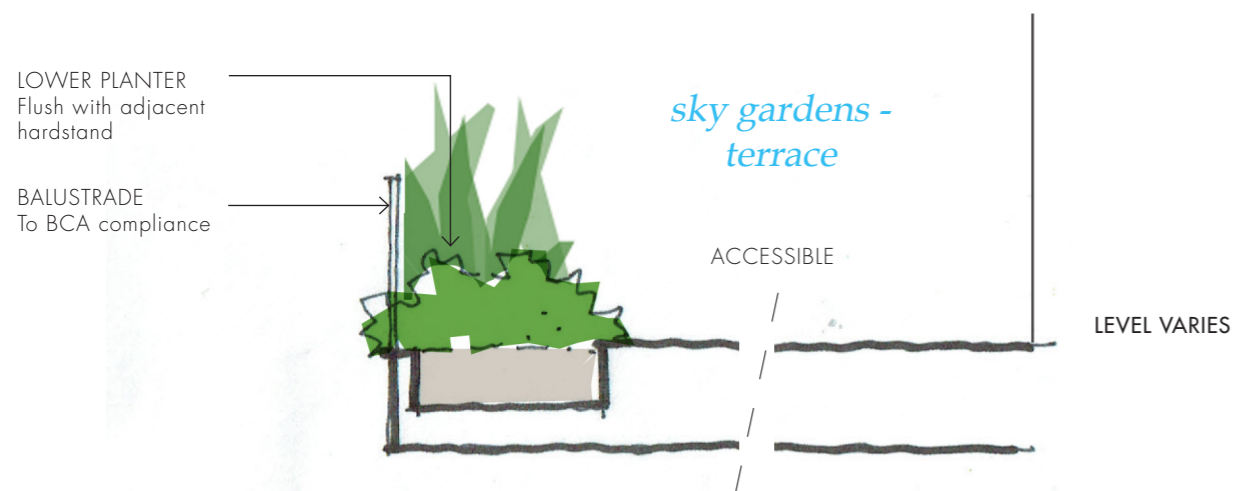 LOWER PLANTER
Flush with adjacent
hardstand
BALUSTRADE
To BCA compliance
sky gardens -
terrace
ACCESSIBLE
LEVEL VARIES